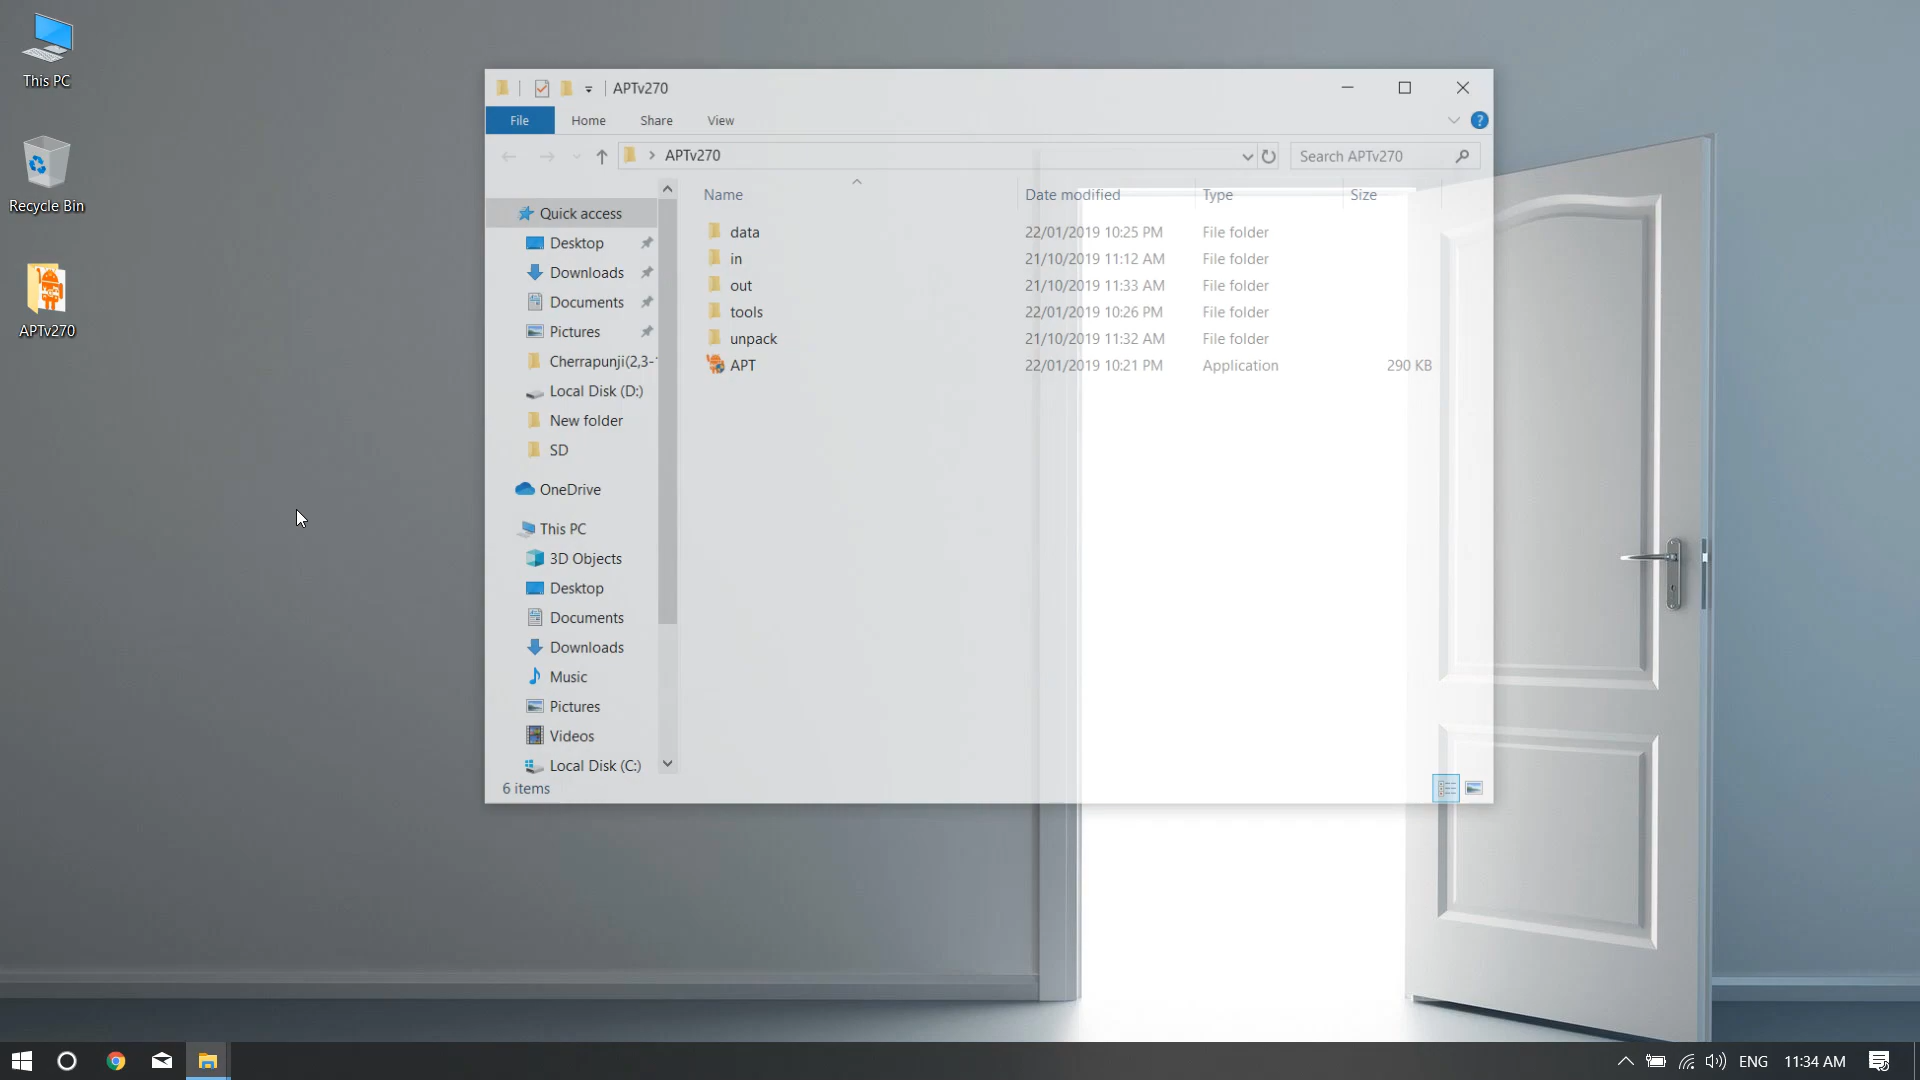 This PC
Recycle Bin
APTv270
APTv270
File Home Share View
APTv270
Search APTv270
Name Date modified Type Size
Quick access
Desktop
Downloads
Documents
Pictures
Cherrapunji(2,3-
Local Disk (D:)
New folder
SD
OneDrive
This PC
3D Objects
Desktop
Documents
Downloads
Music
Pictures
Videos
Local Disk (C:)
data 22/01/2019 10:25 PM File folder
in 21/10/2019 11:12 AM File folder
out 21/10/2019 11:33 AM File folder
tools 22/01/2019 10:26 PM File folder
unpack 21/10/2019 11:32 AM File folder
APT 22/01/2019 10:21 PM Application 290 KB
6 items
ENG 11:34 AM